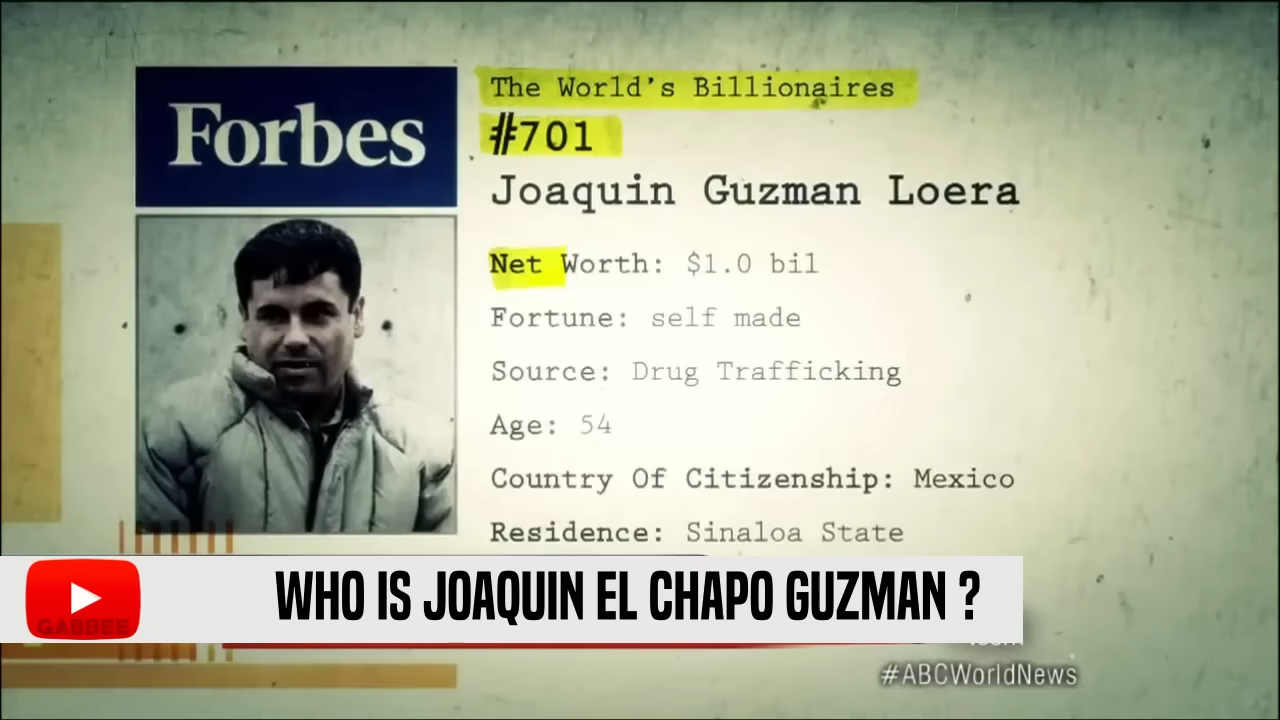 Forbes
The World's Billionaires
#701
Joaquin Guzman Loera
Net Worth: $1.0 bil
Fortune: self made
Source: Drug Trafficking
Age: 54
Country Of Citizenship: Mexico
Residence: Sinaloa State
WHO IS JOAQUIN EL CHAPO GUZMAN ?
GABBEE
#ABCWorldNews